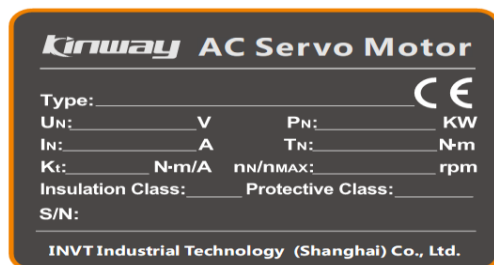 kinway AC Servo Motor
Type: CE
UN: V PN: KW
IN: A TN: N·m
Kt: N·m/A nN/nMAX: rpm
Insulation Class: Protective Class:
S/N:
INVT Industrial Technology (Shanghai) Co., Ltd.